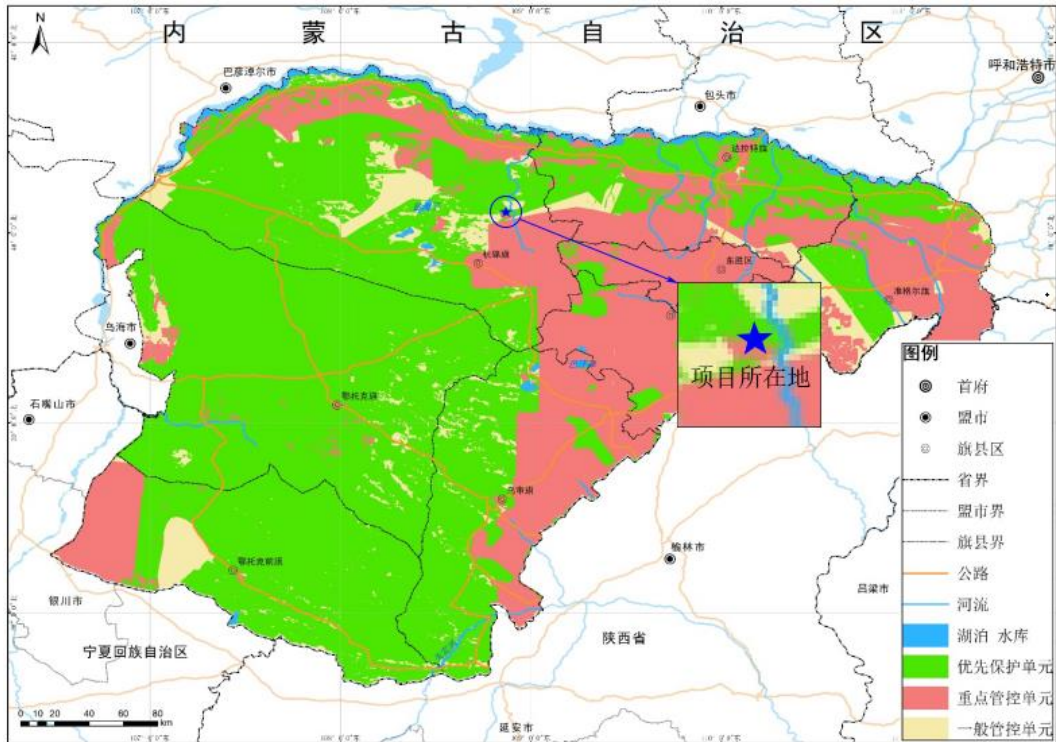 内 蒙 古 自 治 区
N
巴彦淖尔市
呼和浩特市
包头市
达拉特旗
杭锦旗
东胜区
准格尔旗
乌海市
项目所在地
石嘴山市
鄂托克旗
乌审旗
鄂托克前旗
榆林市
银川市
吕梁市
宁夏回族自治区
陕西省
延安市
0 10 20 40 60 80
km
图例
首府
盟市
旗县区
省界
盟市界
旗县界
公路
河流
湖泊 水库
优先保护单元
重点管控单元
一般管控单元